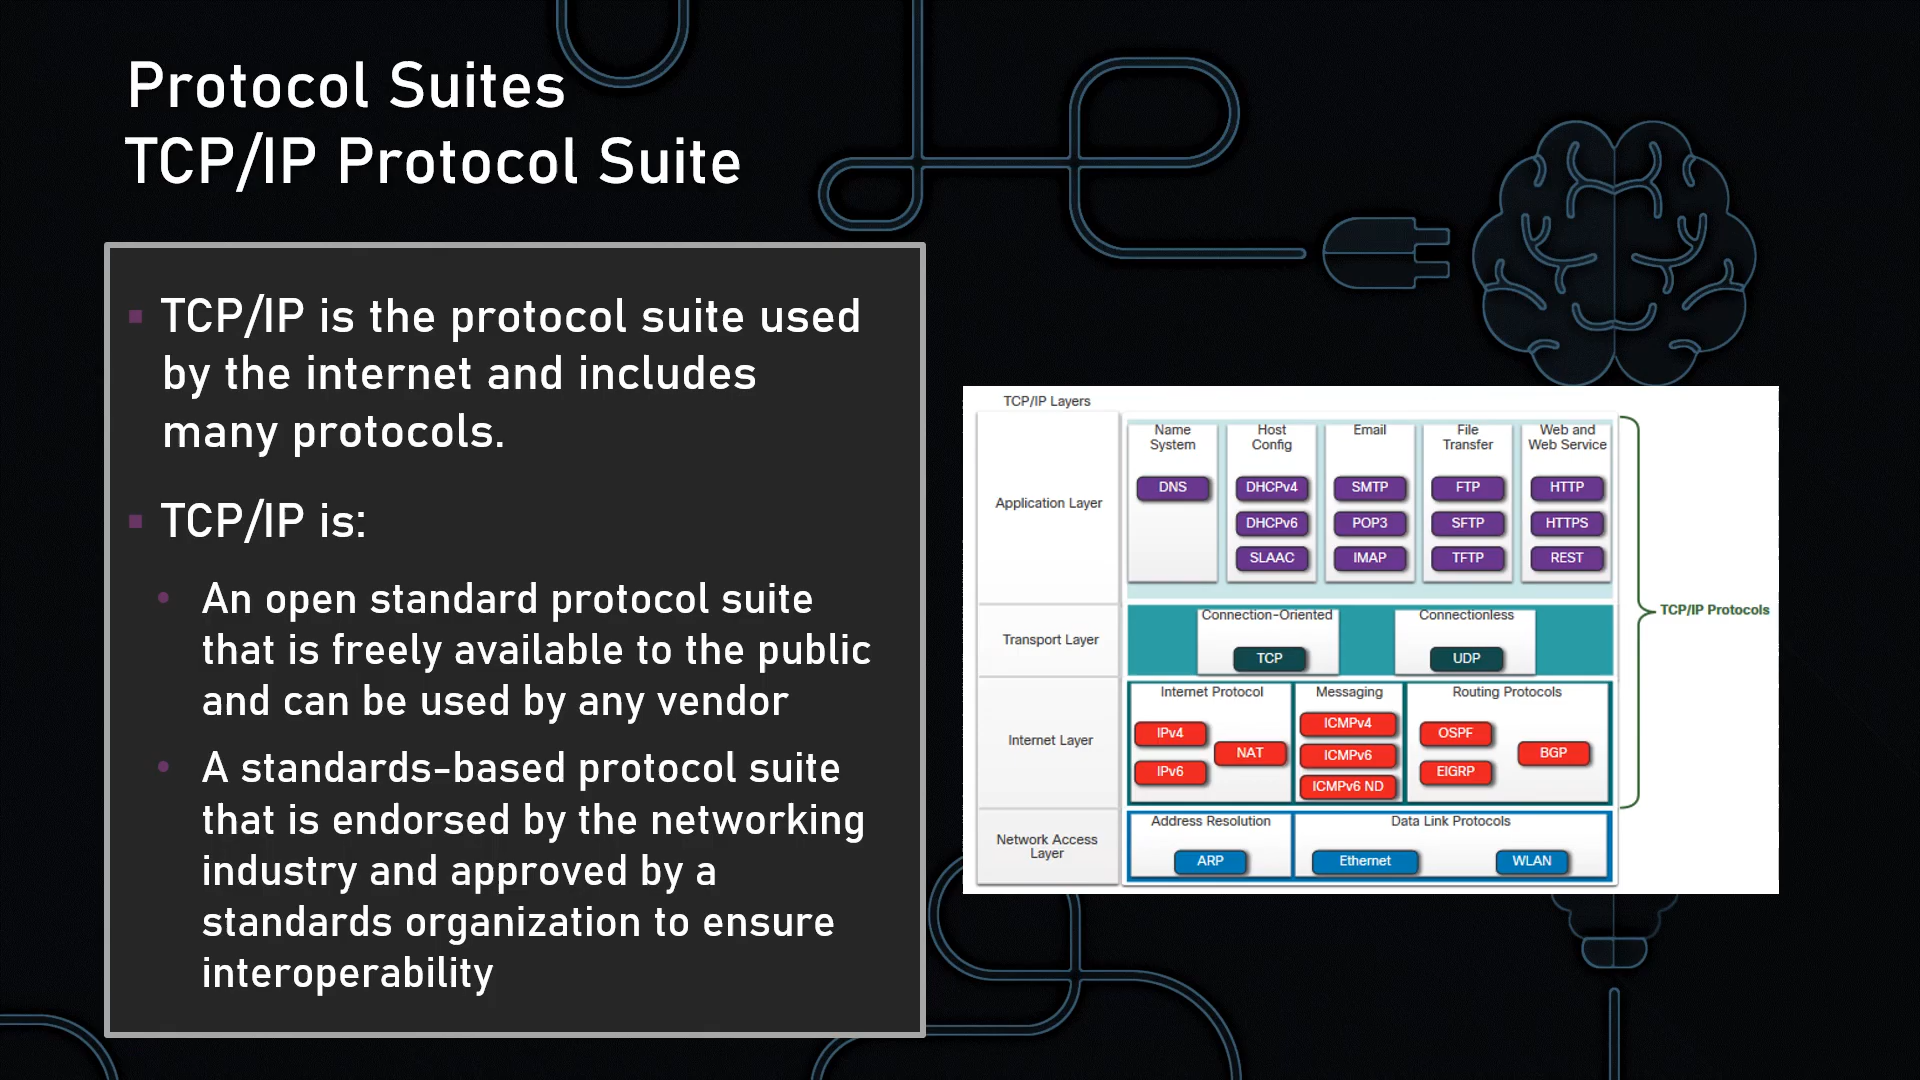 Protocol Suites
TCP/IP Protocol Suite
TCP/IP is the protocol suite used
by the internet and includes
many protocols.
TCP/IP is:
An open standard protocol suite
that is freely available to the public
and can be used by any vendor
A standards-based protocol suite
that is endorsed by the networking
industry and approved by a
standards organization to ensure
interoperability
TCP/IP Layers
Application Layer
Name
System
DNS
Host
Config
DHCPv4
DHCPv6
SLAAC
Email
SMTP
POP3
IMAP
File
Transfer
FTP
SFTP
TFTP
Web and
Web Service
HTTP
HTTPS
REST
Transport Layer
Connection-Oriented
TCP
Connectionless
UDP
Internet Layer
Internet Protocol
IPv4
IPv6
NAT
Messaging
ICMPv4
ICMPv6
ICMPv6 ND
Routing Protocols
OSPF
EIGRP
BGP
Network Access
Layer
Address Resolution
ARP
Data Link Protocols
Ethernet
WLAN
TCP/IP Protocols